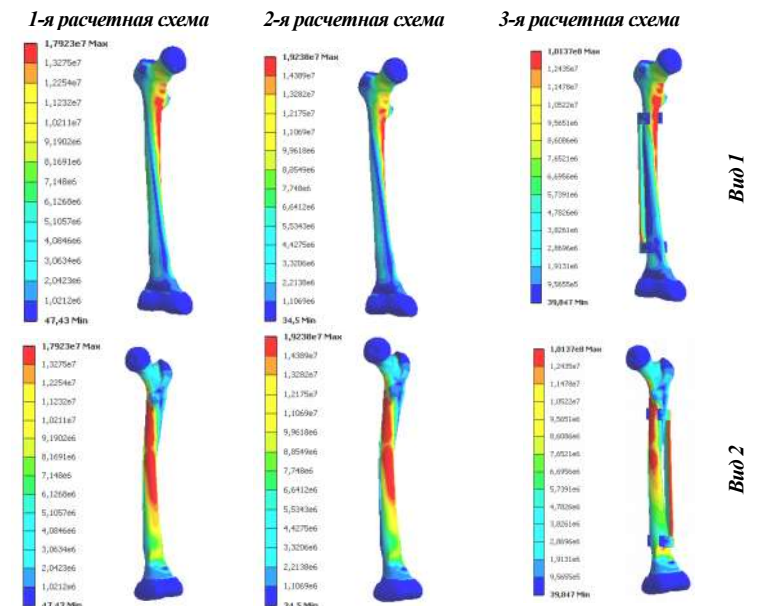 1-я расчетная схема
2-я расчетная схема
3-я расчетная схема
1,7923e7 Max
1,3275e7
1,2254e7
1,1232e7
1,0211e7
9,1902e6
8,1691e6
7,148e6
6,1268e6
5,1057e6
4,0846e6
3,0634e6
2,0423e6
1,0212e6
47,43 Min
1,9238e7 Max
1,4389e7
1,3282e7
1,2175e7
1,1069e7
9,9618e6
8,8549e6
7,748e6
6,6412e6
5,5343e6
4,4275e6
3,3206e6
2,2138e6
1,1069e6
34,5 Min
1,8137e8 Max
1,2435e7
1,1478e7
1,0522e7
9,5651e6
8,6086e6
7,6521e6
6,6956e6
5,7391e6
4,7826e6
3,8261e6
2,8696e6
1,9131e6
9,5655e5
39,847 Min
Вид 1
1,7923e7 Max
1,3275e7
1,2254e7
1,1232e7
1,0211e7
9,1902e6
8,1691e6
7,148e6
6,1268e6
5,1057e6
4,0846e6
3,0634e6
2,0423e6
1,0212e6
47,43 Min
1,9238e7 Max
1,4389e7
1,3282e7
1,2175e7
1,1069e7
9,9618e6
8,8549e6
7,748e6
6,6412e6
5,5343e6
4,4275e6
3,3206e6
2,2138e6
1,1069e6
34,5 Min
1,8137e8 Max
1,2435e7
1,1478e7
1,0522e7
9,5651e6
8,6086e6
7,6521e6
6,6956e6
5,7391e6
4,7826e6
3,8261e6
2,8696e6
1,9131e6
9,5655e5
39,847 Min
Вид 2